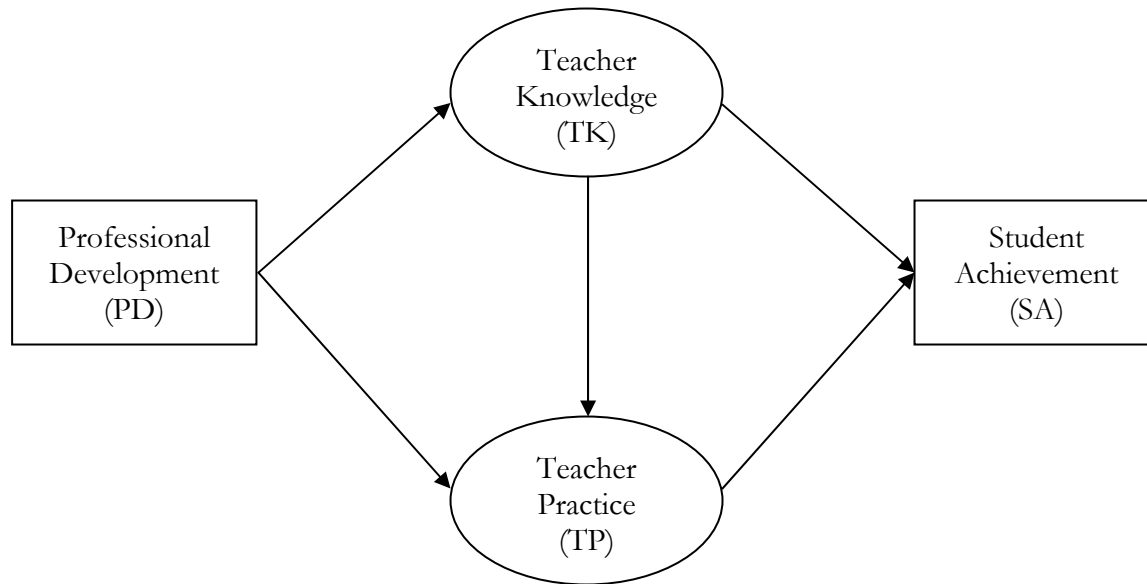 Teacher
Knowledge
(TK)
Professional
Development
(PD)
Student
Achievement
(SA)
Teacher
Practice
(TP)